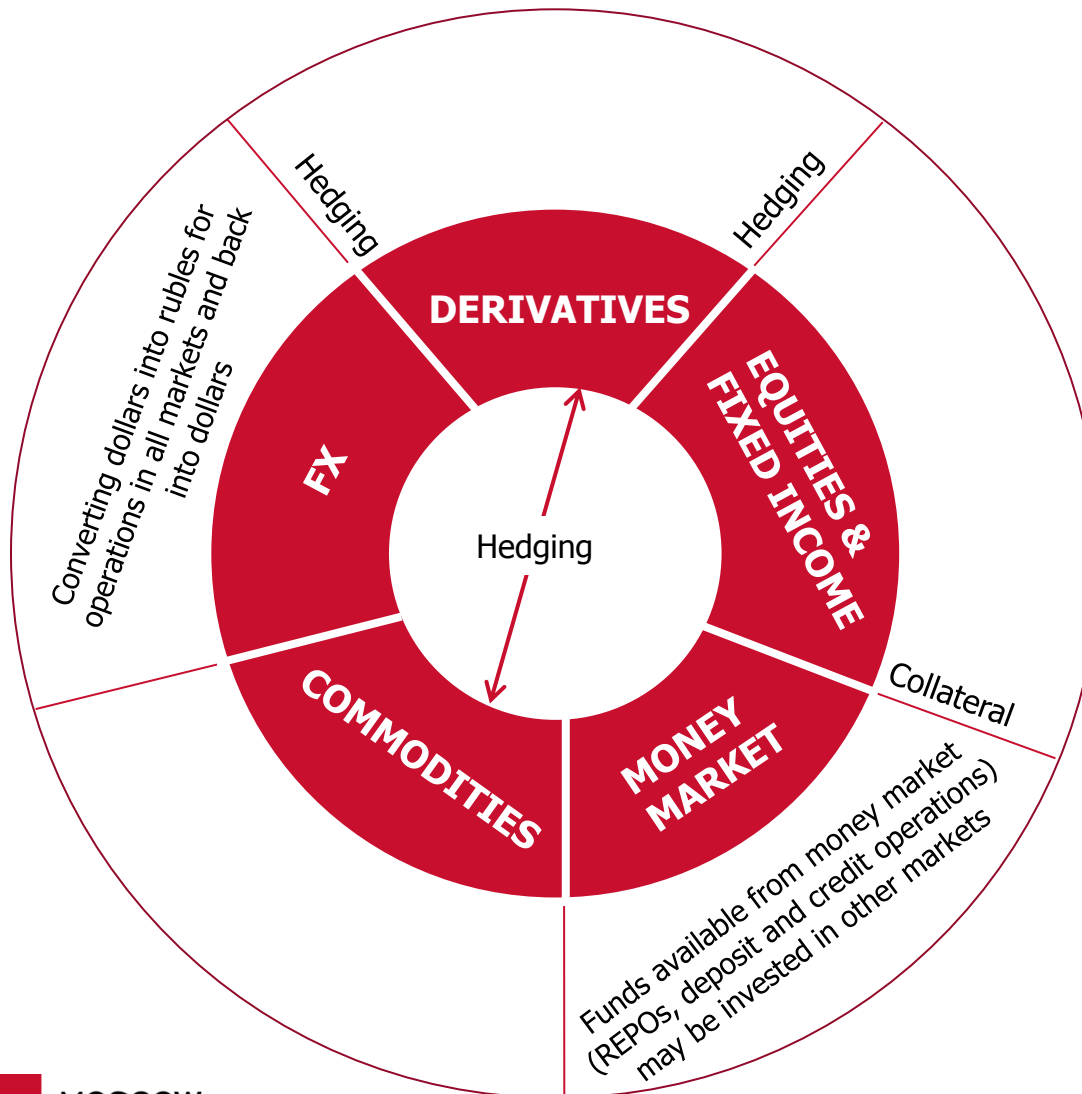 Hedging
Hedging
Converting dollars into rubles for
operations in all markets and back
into dollars
DERIVATIVES
EQUITIES &
FIXED INCOME
FX
Hedging
COMMODITIES
MONEY
MARKET
Collateral
Funds available from money market
(REPOs, deposit and credit operations)
may be invested in other markets
MOSCOW